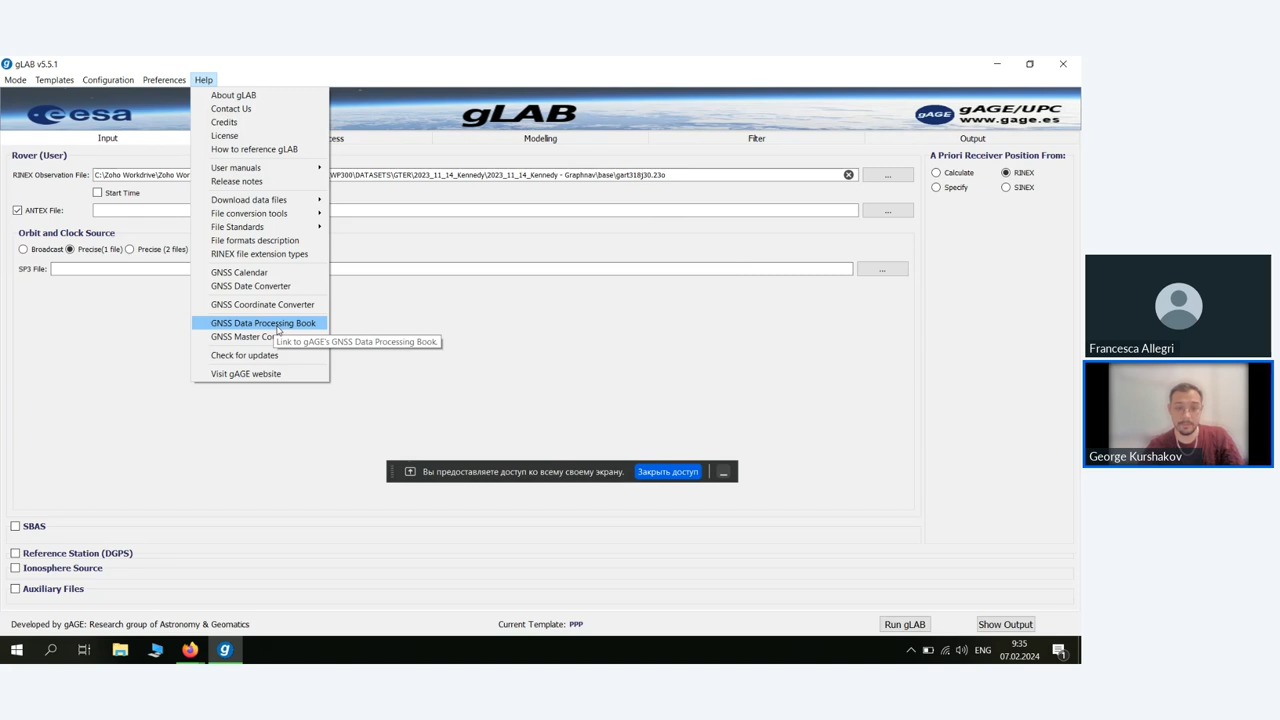 gLAB v5.5.1
Mode Templates Configuration Preferences Help
esa
gLAB
gAGE/UPC
www.gage.es
Input
Modeling
Filter
Output
Rover (User)
RINEX Observation File: C:\Zoho Workdrive\Zoho Wor
WP300\DATASETS\GTER\2023_11_14_Kennedy\2023_11_14_Kennedy - Graphnav\base\gart318j30.23o
...
Start Time
ANTEX File:
...
Orbit and Clock Source
Broadcast Precise(1 file) Precise (2 files)
SP3 File:
...
About gLAB
Contact Us
Credits
License
How to reference gLAB
User manuals
Release notes
Download data files
File conversion tools
File Standards
File formats description
RINEX file extension types
GNSS Calendar
GNSS Date Converter
GNSS Coordinate Converter
GNSS Data Processing Book
GNSS Master Co
Link to gAGE's GNSS Data Processing Book.
Check for updates
Visit gAGE website
A Priori Receiver Position From:
Calculate RINEX
Specify SINEX
Вы предоставляете доступ ко всему своему экрану. Закрыть доступ
SBAS
Reference Station (DGPS)
Ionosphere Source
Auxiliary Files
Developed by gAGE: Research group of Astronomy & Geomatics
Current Template: PPP
Run gLAB
Show Output
ENG
9:35
07.02.2024
1
Francesca Allegri
George Kurshakov